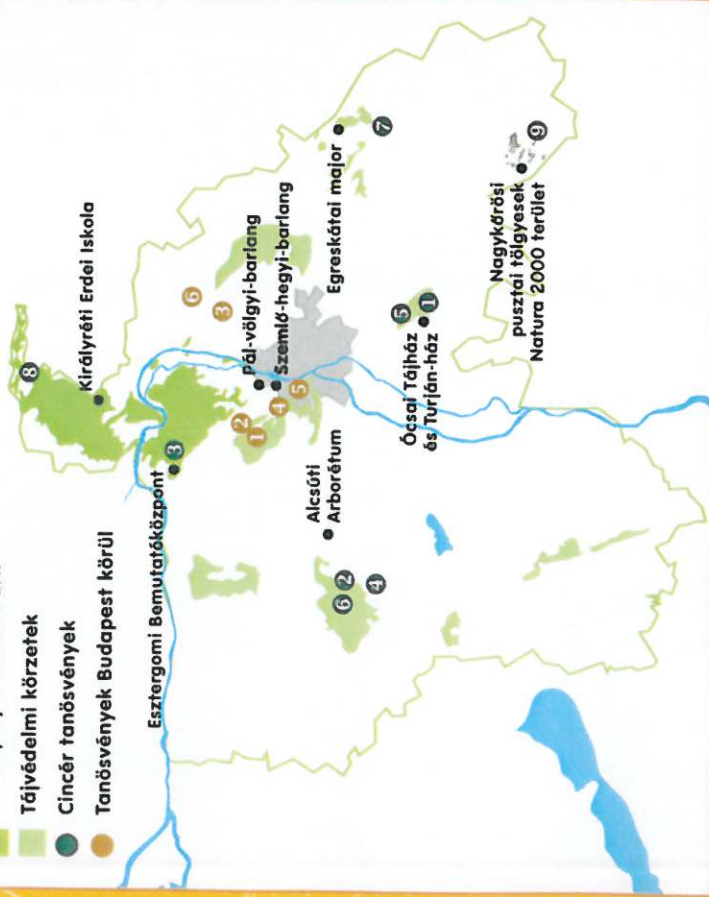 Tájvédelmi körzetek
Cincér tanösvények
Tanösvények Budapest körül
8
Királyréti Erdei Iskola
3
Esztergomi Bemutatóközpont
6
3
Pál-völgyi-barlang
Szemlő-hegyi-barlang
2
1
4
5
Egreskátai major
7
Alcsúti
Arborétum
6
2
4
5
1
Ócsai Tájház
és Turján-ház
Nagykőrösi
pusztai tölgyesek
Natura 2000 terület
9